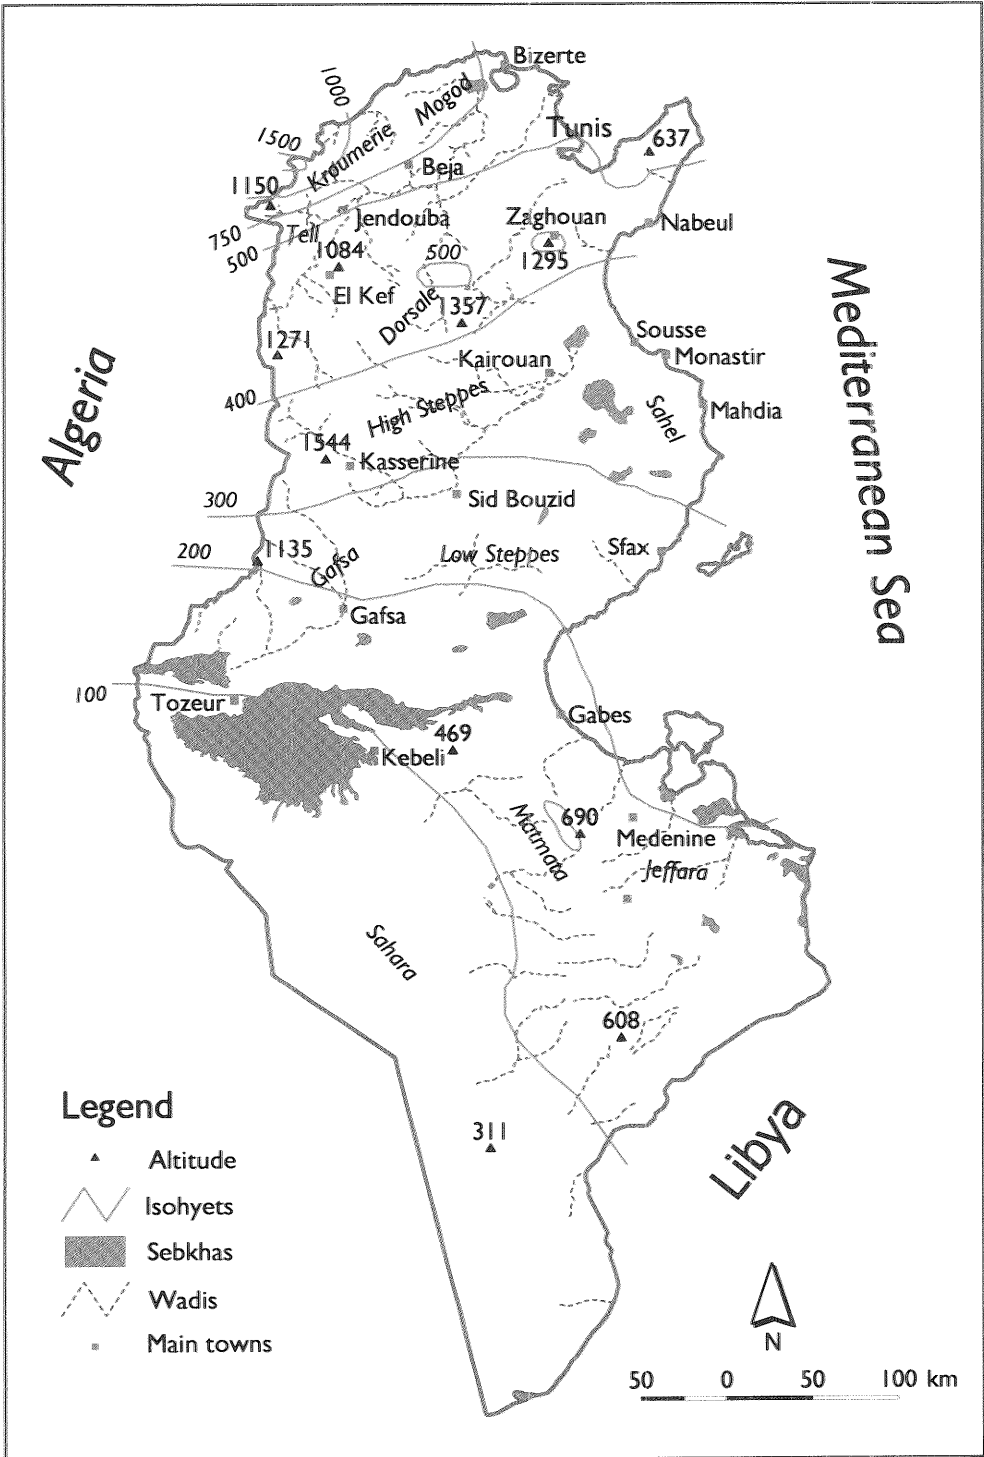 Bizerte
1000
Mogod
1500
Kroumerie
Tunis
637
Beja
1150
Jendouba
Zaghouan
Nabeul
750
Tell
500
1084
500
1295
El Kef
Dorsale
1357
1271
Sousse
Kairouan
Monastir
400
High Steppes
Sahel
Mahdia
1544
Kasserine
300
Sid Bouzid
200
1135
Gafsa
Low Steppes
Sfax
Gafsa
100
Tozeur
Gabes
469
Kebeli
690
Matmata
Medenine
Jeffara
Sahara
608
311
Algeria
Mediterranean Sea
Libya
Legend
Altitude
Isohyets
Sebkhas
Wadis
Main towns
N
50 0 50 100 km